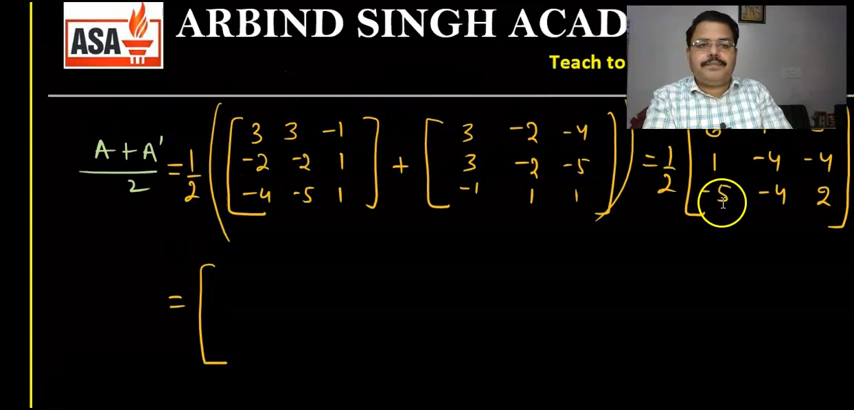 ASA
ARBIND SINGH ACAD
Teach to
A + A' / 2 = 1/2 ( [ 3 3 -1 ] + [ 3 -2 -4 ] ) = 1/2 [
[ -2 -2 1 ] [ 3 -2 -5 ] [ 1 -4 -4 ]
[ -4 -5 1 ] [ -1 1 1 ] [ -5 -4 2 ]
= [